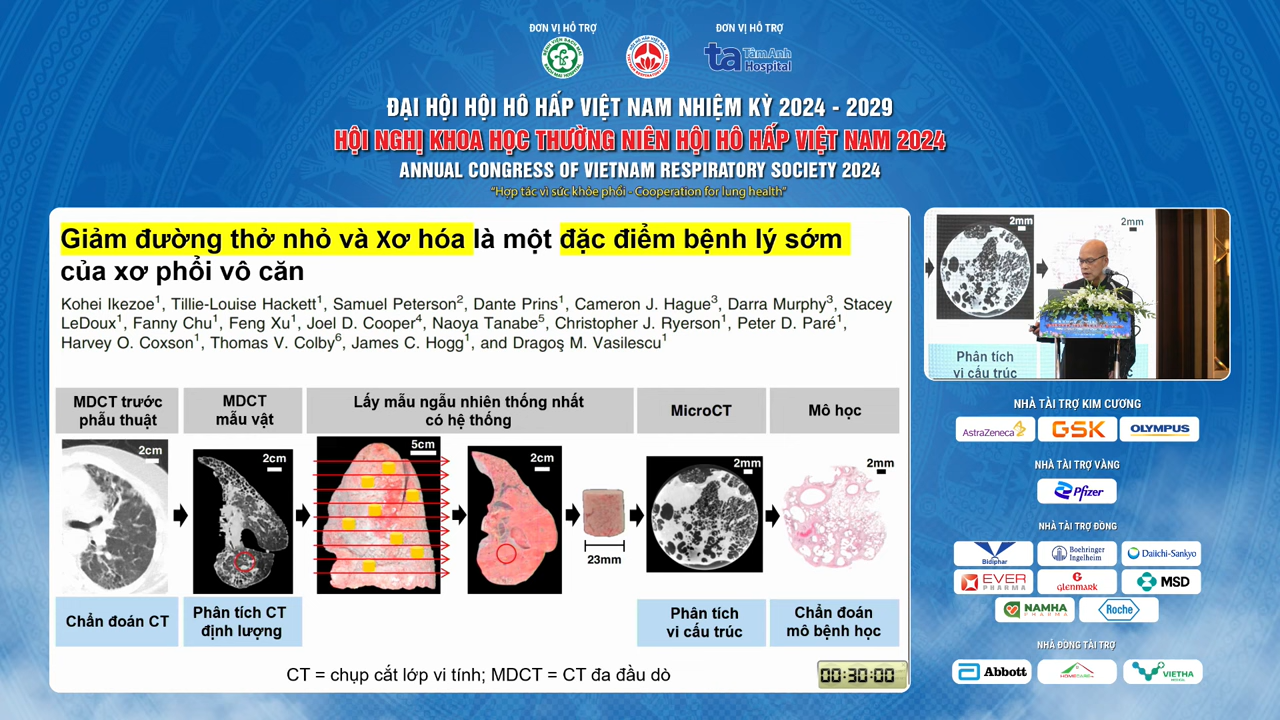 ĐƠN VỊ HỖ TRỢ
ĐƠN VỊ HỖ TRỢ
ta TâmAnh
Hospital
ĐẠI HỘI HỘI HÔ HẤP VIỆT NAM NHIỆM KỲ 2024 - 2029
HỘI NGHỊ KHOA HỌC THƯỜNG NIÊN HỘI HÔ HẤP VIỆT NAM 2024
ANNUAL CONGRESS OF VIETNAM RESPIRATORY SOCIETY 2024
"Hợp tác vì sức khỏe phổi - Cooperation for lung health"
Giảm đường thở nhỏ và Xơ hóa là một đặc điểm bệnh lý sớm
của xơ phổi vô căn
Kohei Ikezoe1, Tillie-Louise Hackett1, Samuel Peterson2, Dante Prins1, Cameron J. Hague3, Darra Murphy3, Stacey
LeDoux1, Fanny Chu1, Feng Xu1, Joel D. Cooper4, Naoya Tanabe5, Christopher J. Ryerson1, Peter D. Paré1,
Harvey O. Coxson1, Thomas V. Colby6, James C. Hogg1, and Dragoş M. Vasilescu1
MDCT trước
phẫu thuật
MDCT
mẫu vật
Lấy mẫu ngẫu nhiên thống nhất
có hệ thống
MicroCT
Mô học
2cm
2cm
5cm
2cm
2mm
2mm
23mm
Chẩn đoán CT
Phân tích CT
định lượng
Phân tích
vi cấu trúc
Chẩn đoán
mô bệnh học
CT = chụp cắt lớp vi tính; MDCT = CT đa đầu dò
00:30:00
2mm
2mm
Phân tích
vi cấu trúc
NHÀ TÀI TRỢ KIM CƯƠNG
AstraZeneca
GSK
OLYMPUS
NHÀ TÀI TRỢ VÀNG
Pfizer
NHÀ TÀI TRỢ ĐỒNG
Bidiphar
Boehringer
Ingelheim
Daiichi-Sankyo
EVER
PHARMA
GLENMARK
MSD
NAMHA
PHARMA
Roche
NHÀ ĐỒNG TÀI TRỢ
Abbott
HOMECARE
VIETHA